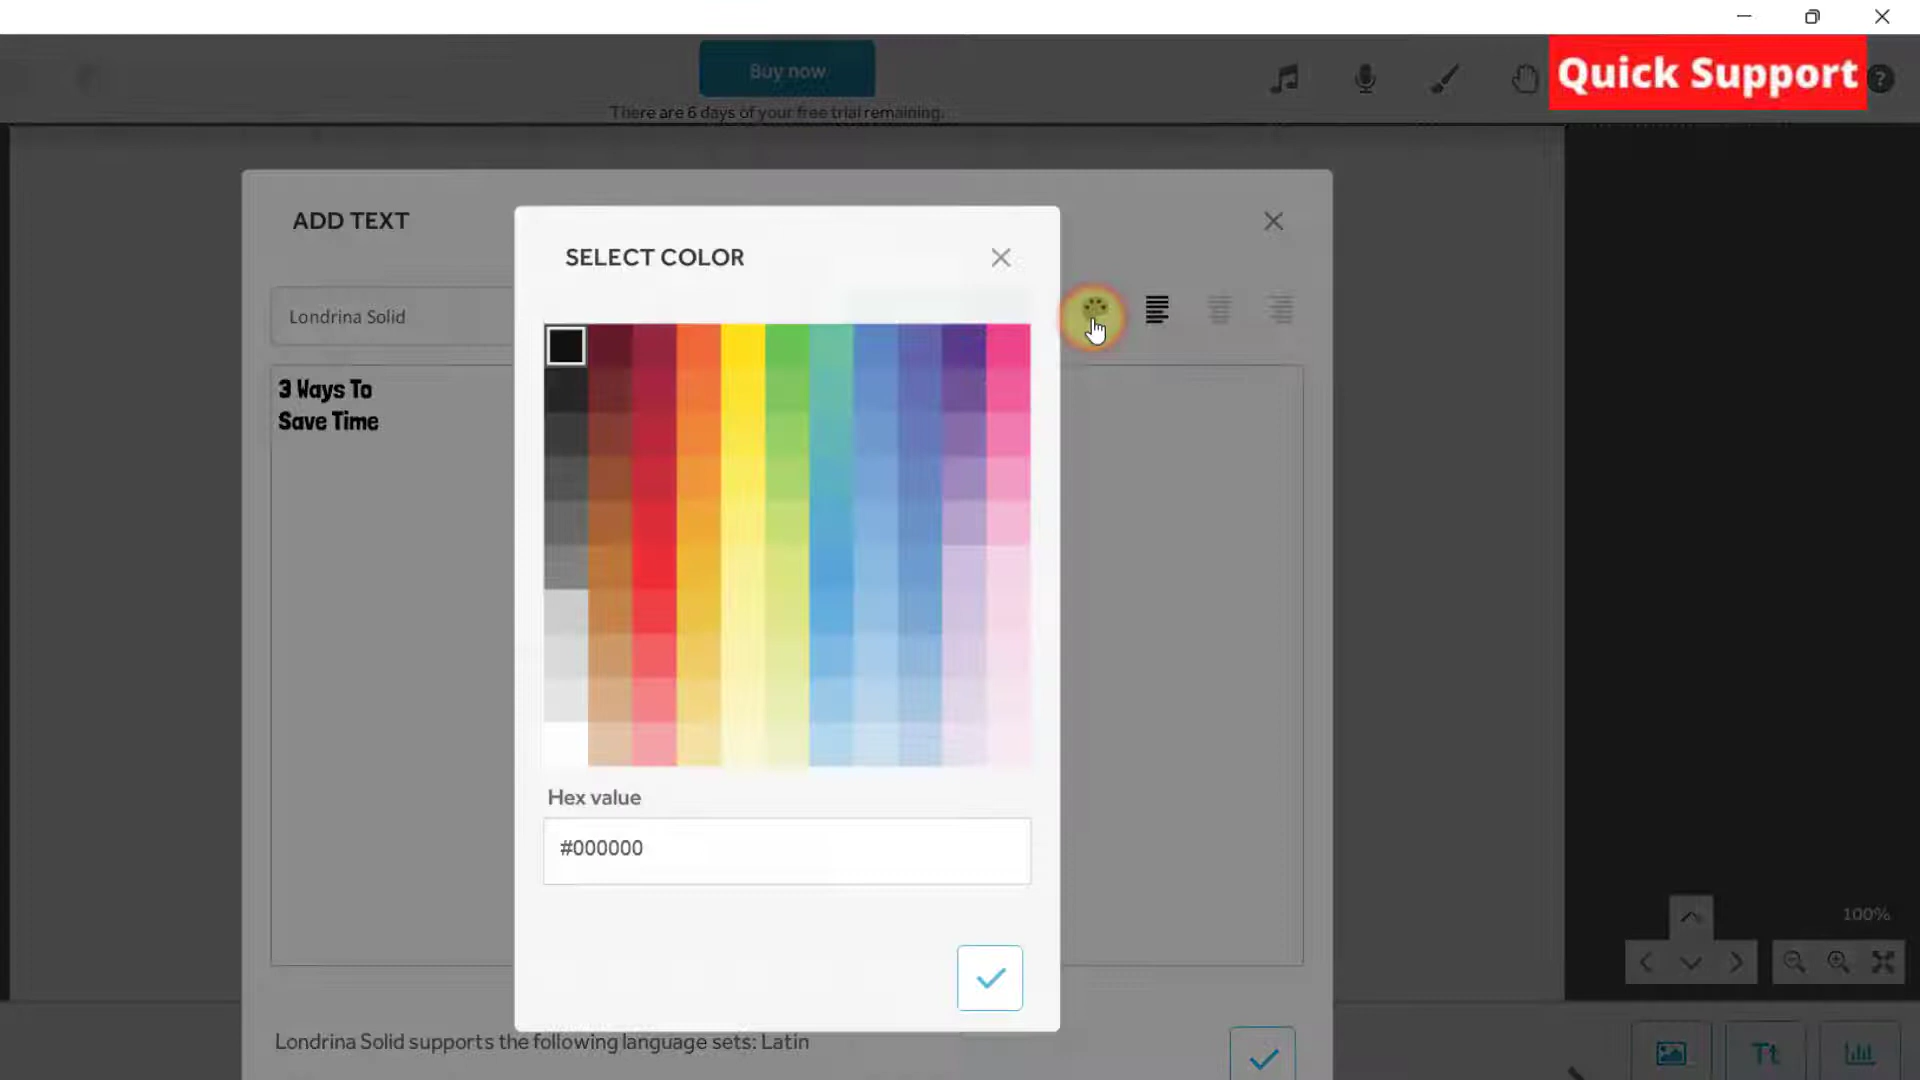 Buy now
Quick Support
?
There are 6 days of your free trial remaining.
ADD TEXT
SELECT COLOR
Londrina Solid
3 Ways To
Save Time
Hex value
#000000
100%
Londrina Solid supports the following language sets: Latin
Tt